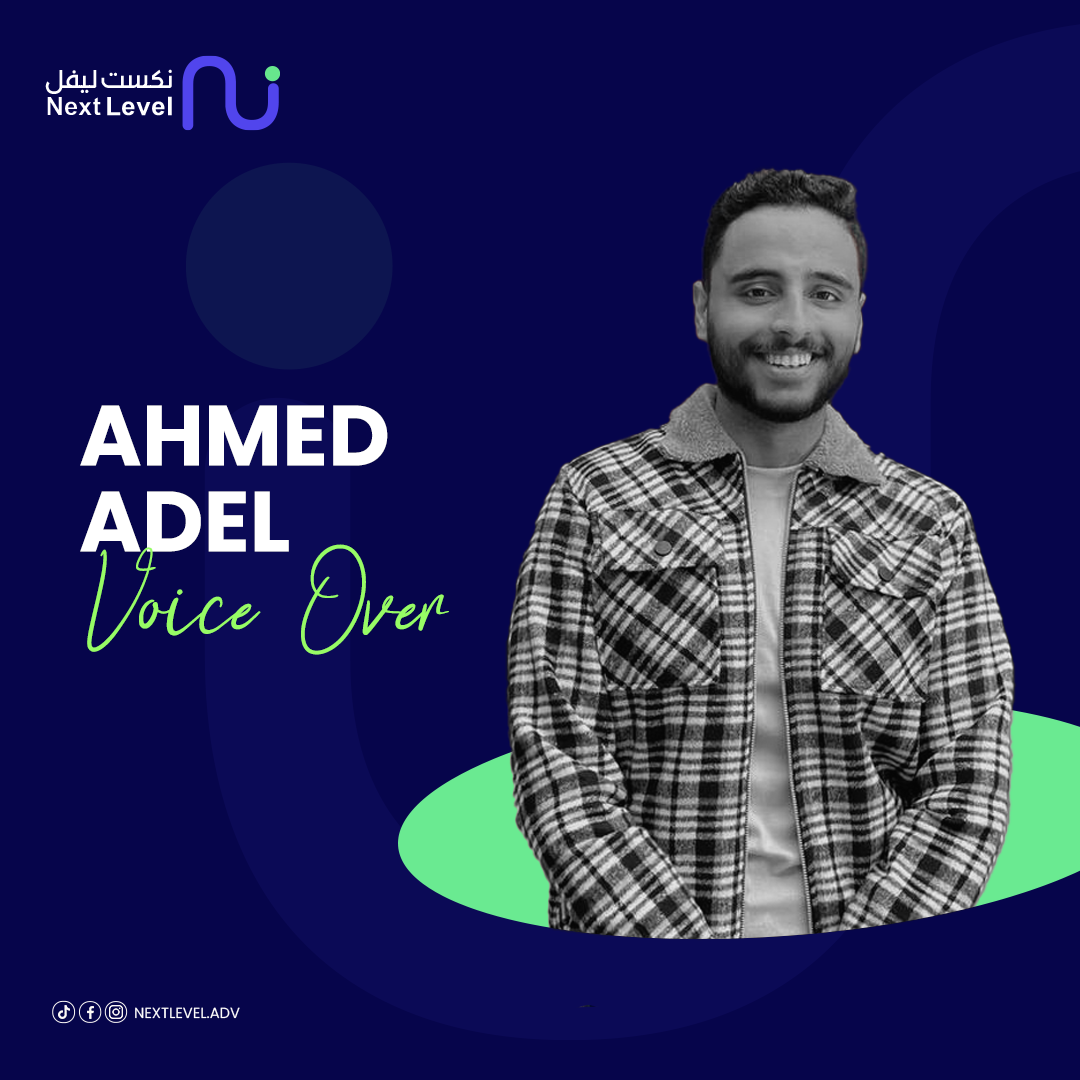 نكست ليفل
Next Level
AHMED
ADEL
Voice Over
NEXTLEVEL.ADV